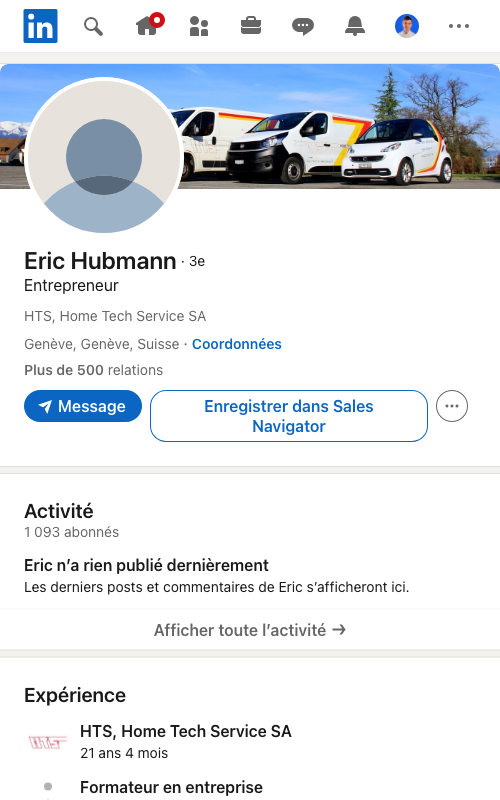 in
Eric Hubmann · 3e
Entrepreneur
HTS, Home Tech Service SA
Genève, Genève, Suisse · Coordonnées
Plus de 500 relations
Message
Enregistrer dans Sales
Navigator
Activité
1 093 abonnés
Eric n’a rien publié dernièrement
Les derniers posts et commentaires de Eric s’afficheront ici.
Afficher toute l’activité →
Expérience
HTS
HTS, Home Tech Service SA
21 ans 4 mois
Formateur en entreprise